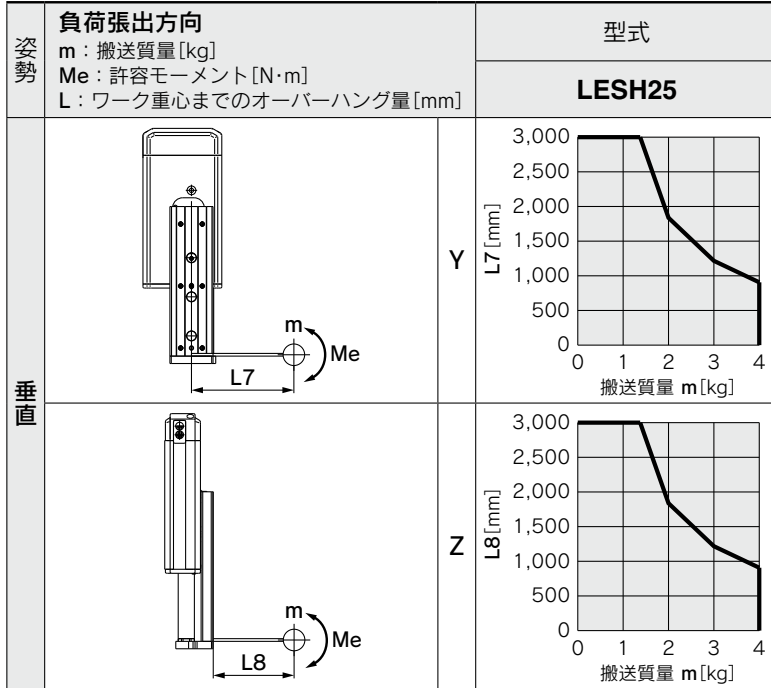 姿勢
負荷張出方向
m：搬送質量[kg]
Me：許容モーメント[N·m]
L：ワーク重心までのオーバーハング量[mm]
型式
LESH25
垂直
m
Me
L7
Y
L7[mm]
3,000
2,500
2,000
1,500
1,000
500
0
0 1 2 3 4
搬送質量 m[kg]
m
Me
L8
Z
L8[mm]
3,000
2,500
2,000
1,500
1,000
500
0
0 1 2 3 4
搬送質量 m[kg]